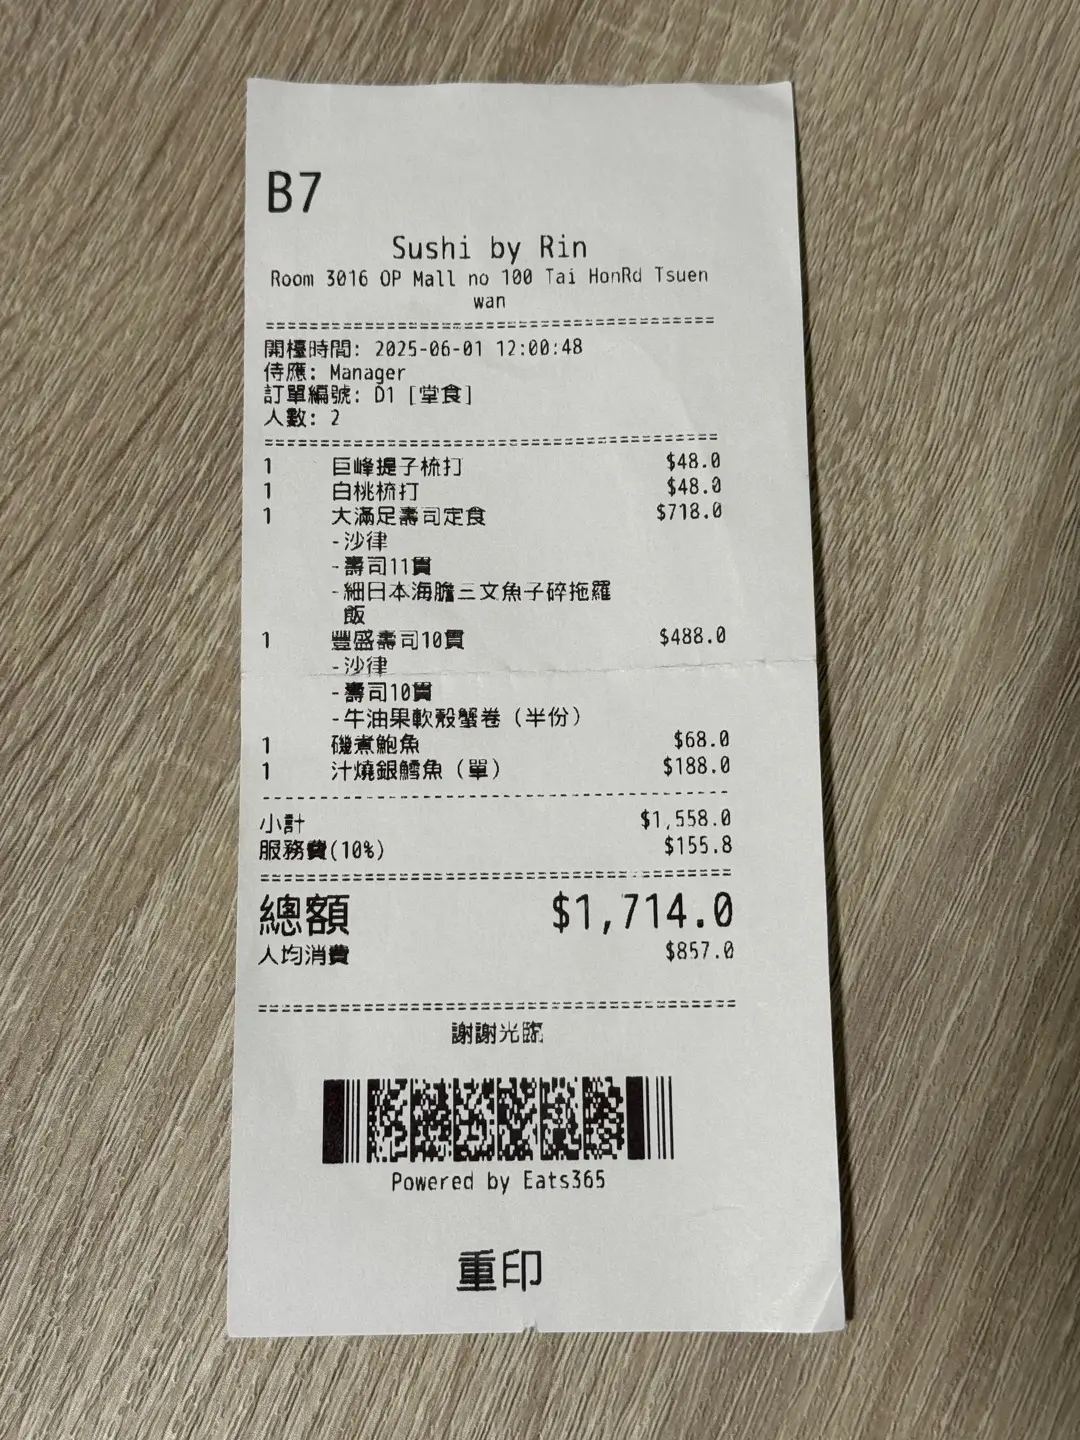 B7
Sushi by Rin
Room 3016 OP Mall no 100 Tai HonRd Tsuen
wan
========================================
開檯時間: 2025-06-01 12:00:48
侍應: Manager
訂單編號: D1 [堂食]
人數: 2
========================================
1 巨峰提子梳打 $48.0
1 白桃梳打 $48.0
1 大滿足壽司定食 $718.0
-沙律
-壽司11貫
-細日本海膽三文魚子碎拖羅
飯
1 豐盛壽司10貫 $488.0
-沙律
-壽司10貫
-牛油果軟殼蟹卷（半份）
1 磯煮鮑魚 $68.0
1 汁燒銀鱈魚（單） $188.0
----------------------------------------
小計 $1,558.0
服務費(10%) $155.8
========================================
總額 $1,714.0
人均消費 $857.0
========================================
謝謝光臨
Powered by Eats365
重印